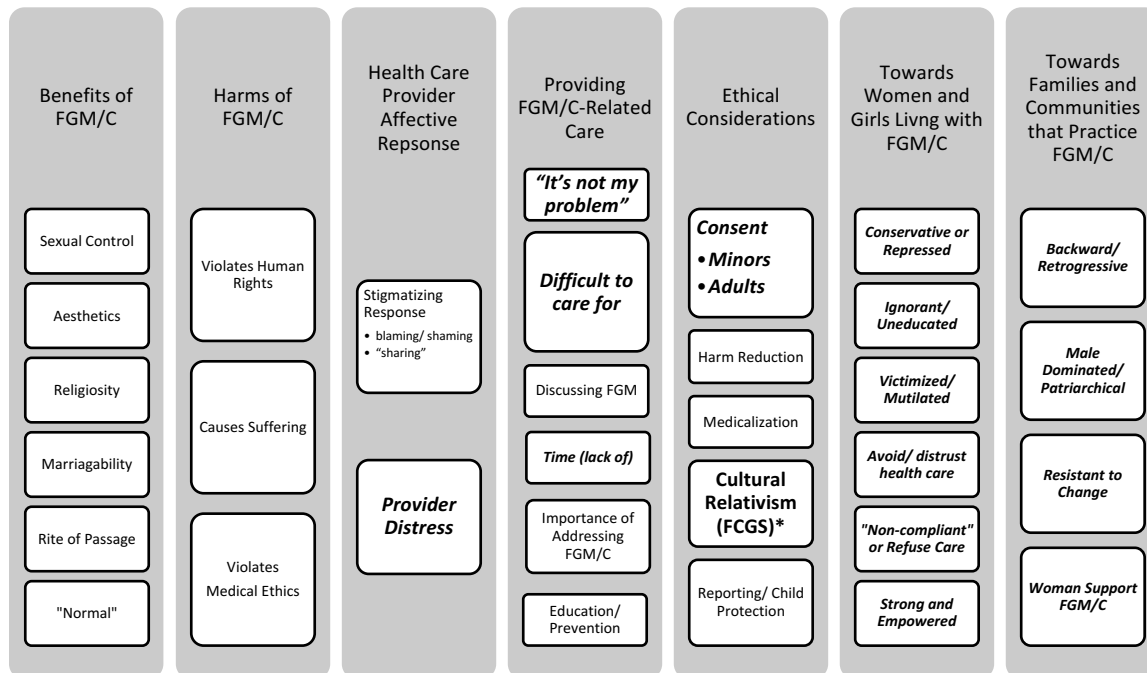 Benefits of
FGM/C
Sexual Control
Aesthetics
Religiosity
Marriagability
Rite of Passage
"Normal"
Harms of
FGM/C
Violates Human
Rights
Causes Suffering
Violates
Medical Ethics
Health Care
Provider
Affective
Repsonse
Stigmatizing
Response
• blaming/ shaming
• "sharing"
Provider
Distress
Providing
FGM/C-Related
Care
“It’s not my
problem”
Difficult to
care for
Discussing FGM
Time (lack of)
Importance of
Addressing
FGM/C
Education/
Prevention
Ethical
Considerations
Consent
• Minors
• Adults
Harm Reduction
Medicalization
Cultural
Relativism
(FCGS)*
Reporting/ Child
Protection
Towards
Women and
Girls Livng with
FGM/C
Conservative or
Repressed
Ignorant/
Uneducated
Victimized/
Mutilated
Avoid/ distrust
health care
"Non-compliant"
or Refuse Care
Strong and
Empowered
Towards
Families and
Communities
that Practice
FGM/C
Backward/
Retrogressive
Male
Dominated/
Patriarchical
Resistant to
Change
Woman Support
FGM/C